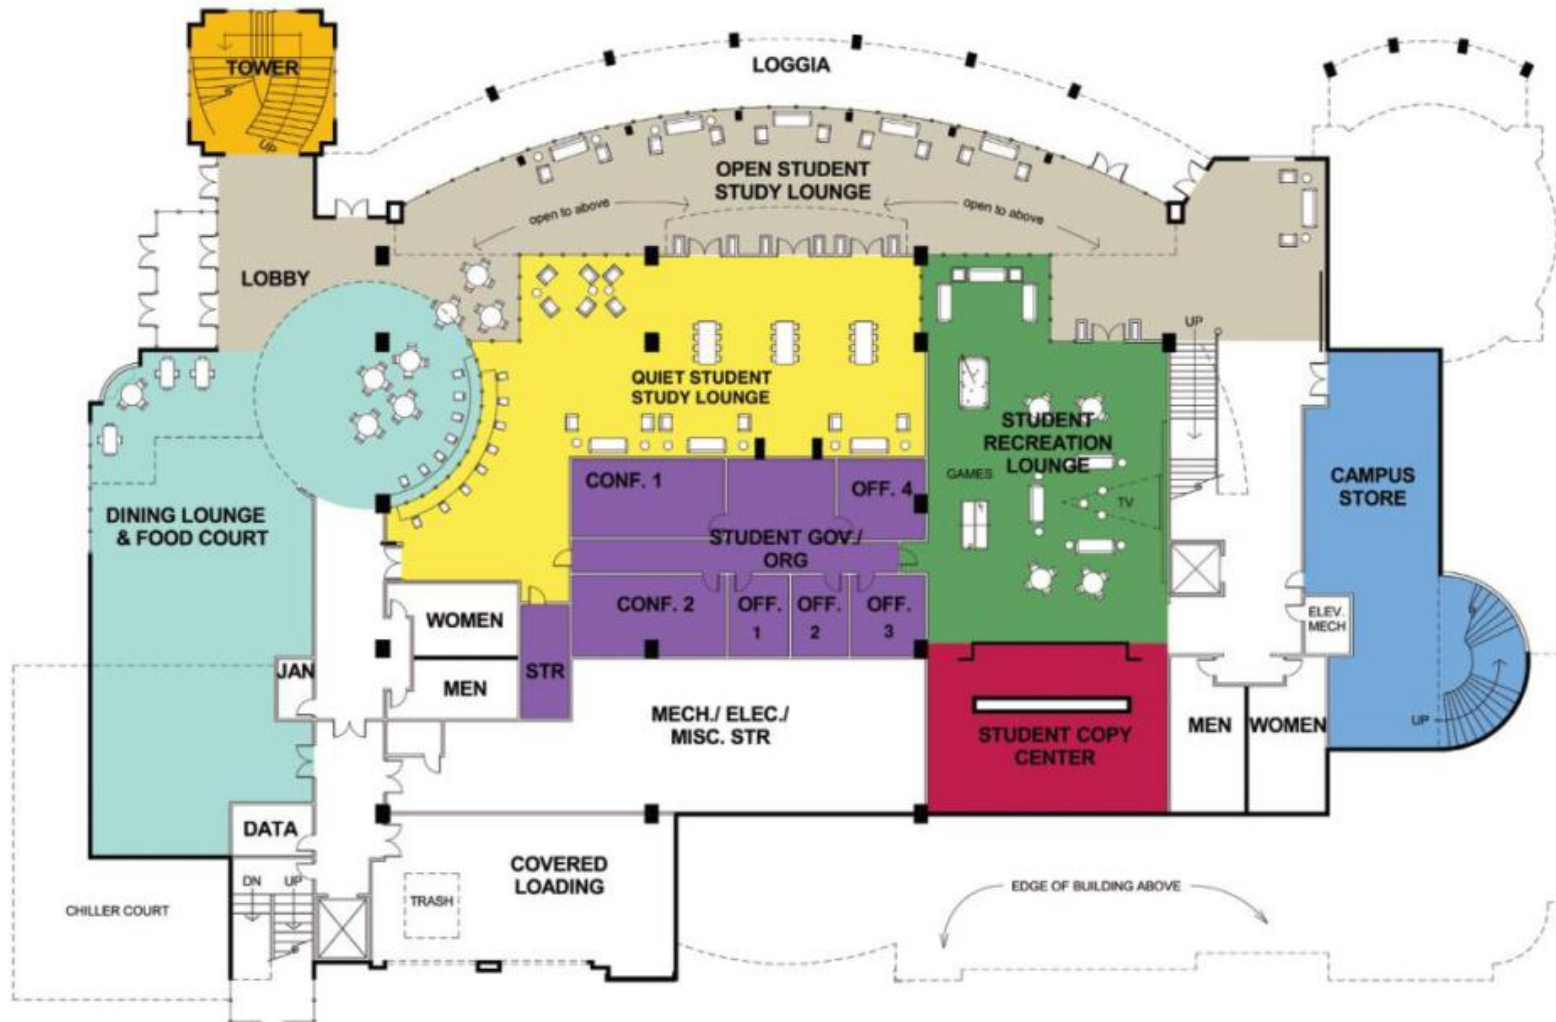 TOWER
UP
LOGGIA
OPEN STUDENT
STUDY LOUNGE
open to above
open to above
LOBBY
UP
QUIET STUDENT
STUDY LOUNGE
STUDENT
RECREATION
LOUNGE
GAMES
TV
CAMPUS
STORE
CONF. 1
OFF. 4
DINING LOUNGE
& FOOD COURT
STUDENT GOV./
ORG
CONF. 2
OFF.
1
OFF.
2
OFF.
3
WOMEN
ELEV.
MECH
JAN
MEN
STR
MECH./ ELEC./
MISC. STR
STUDENT COPY
CENTER
MEN
WOMEN
UP
DATA
COVERED
LOADING
TRASH
DN
UP
CHILLER COURT
EDGE OF BUILDING ABOVE